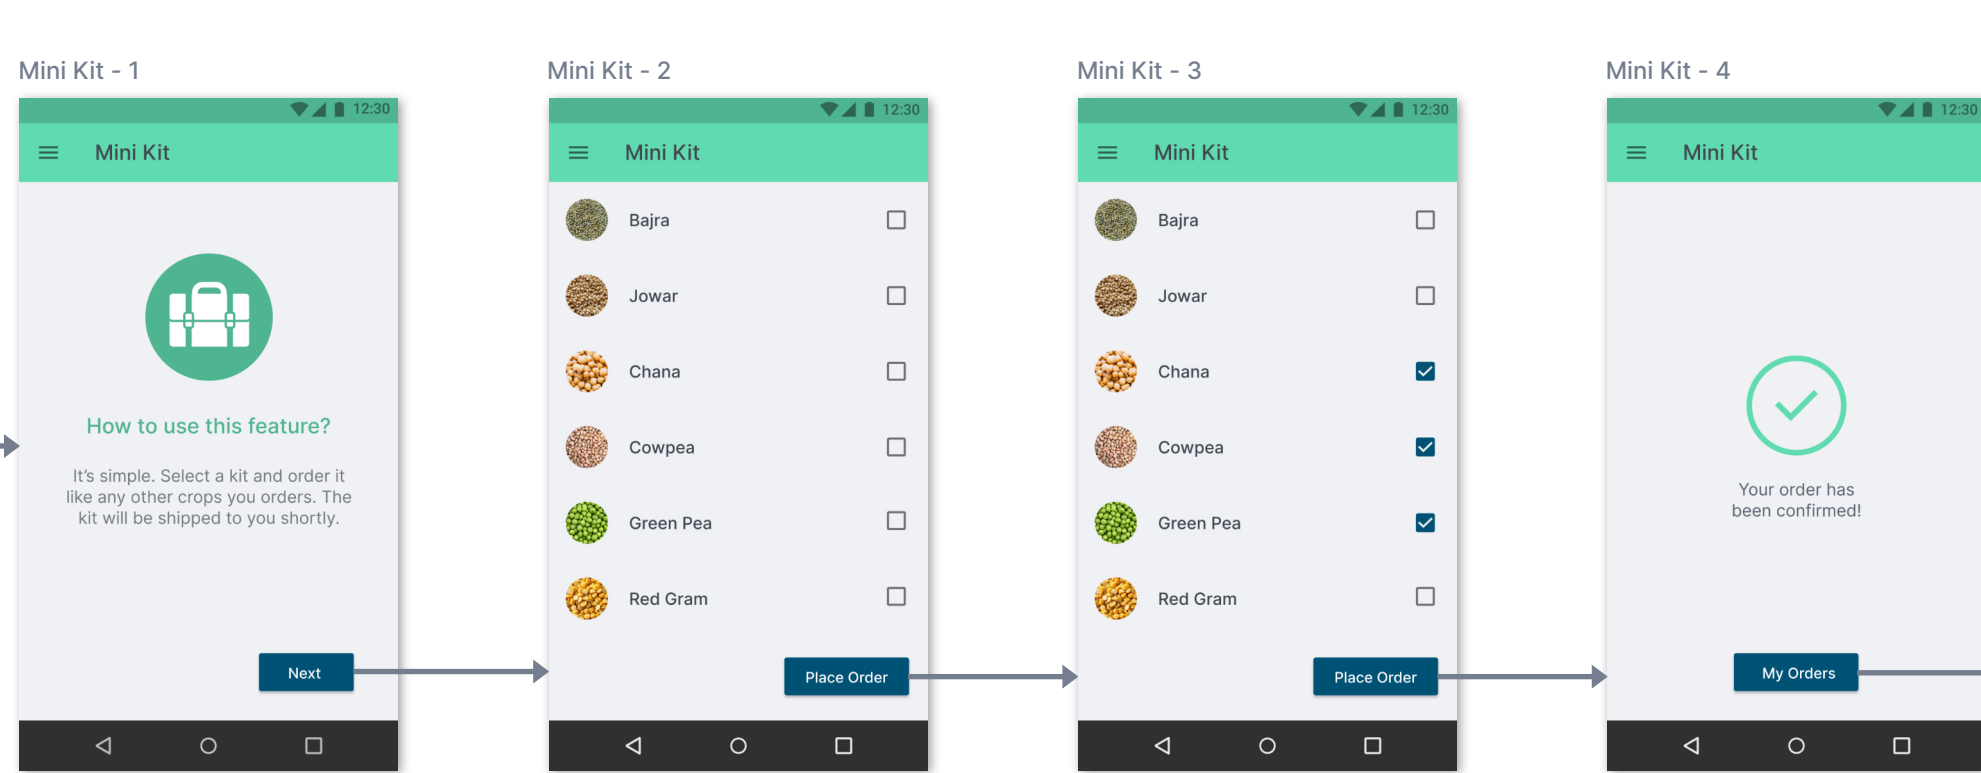 Mini Kit - 1
12:30
Mini Kit
How to use this feature?
It's simple. Select a kit and order it
like any other crops you orders. The
kit will be shipped to you shortly.
Next
Mini Kit - 2
12:30
Mini Kit
Bajra
Jowar
Chana
Cowpea
Green Pea
Red Gram
Place Order
Mini Kit - 3
12:30
Mini Kit
Bajra
Jowar
Chana
Cowpea
Green Pea
Red Gram
Place Order
Mini Kit - 4
12:30
Mini Kit
Your order has
been confirmed!
My Orders